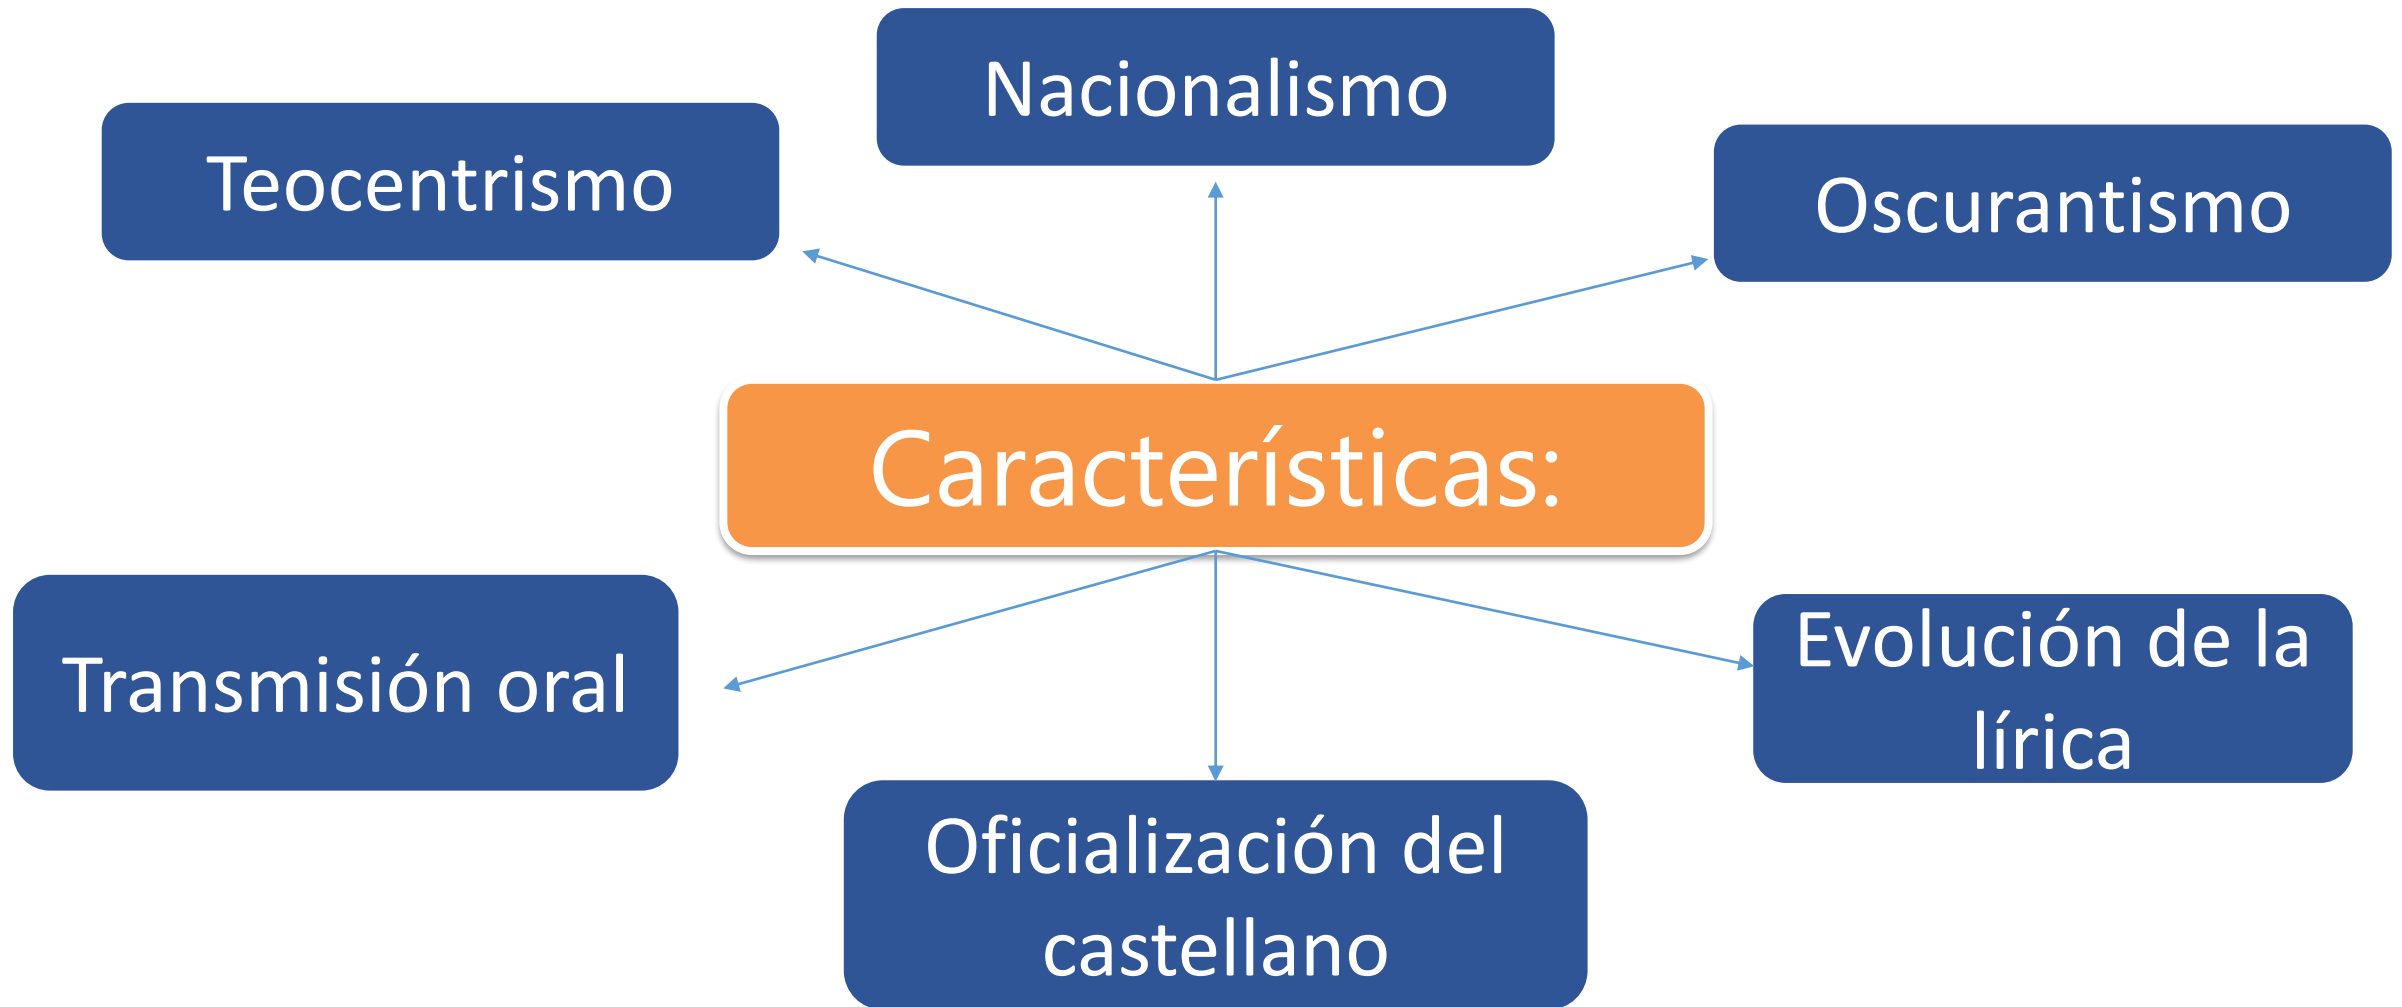 Nacionalismo
Teocentrismo
Oscurantismo
Características:
Transmisión oral
Evolución de la
lírica
Oficialización del
castellano